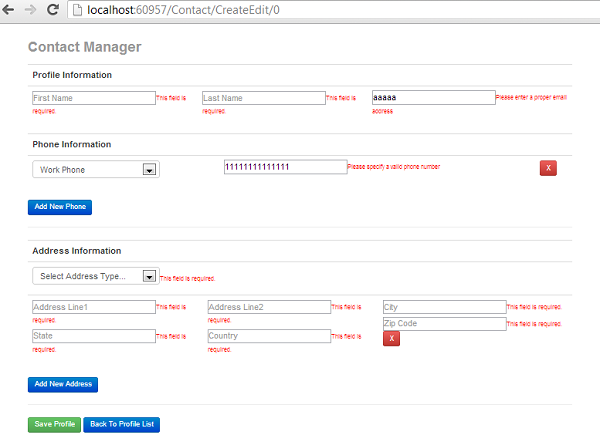 localhost:60957/Contact/CreateEdit/0
Contact Manager
Profile Information
First Name This field is required. Last Name This field is required. aaaaa Please enter a proper email address
Phone Information
Work Phone 11111111111111 Please specify a valid phone number X
Add New Phone
Address Information
Select Address Type... This field is required.
Address Line1 This field is required. Address Line2 This field is required. City This field is required.
Zip Code This field is required.
State This field is required. Country This field is required. X
Add New Address
Save Profile Back To Profile List